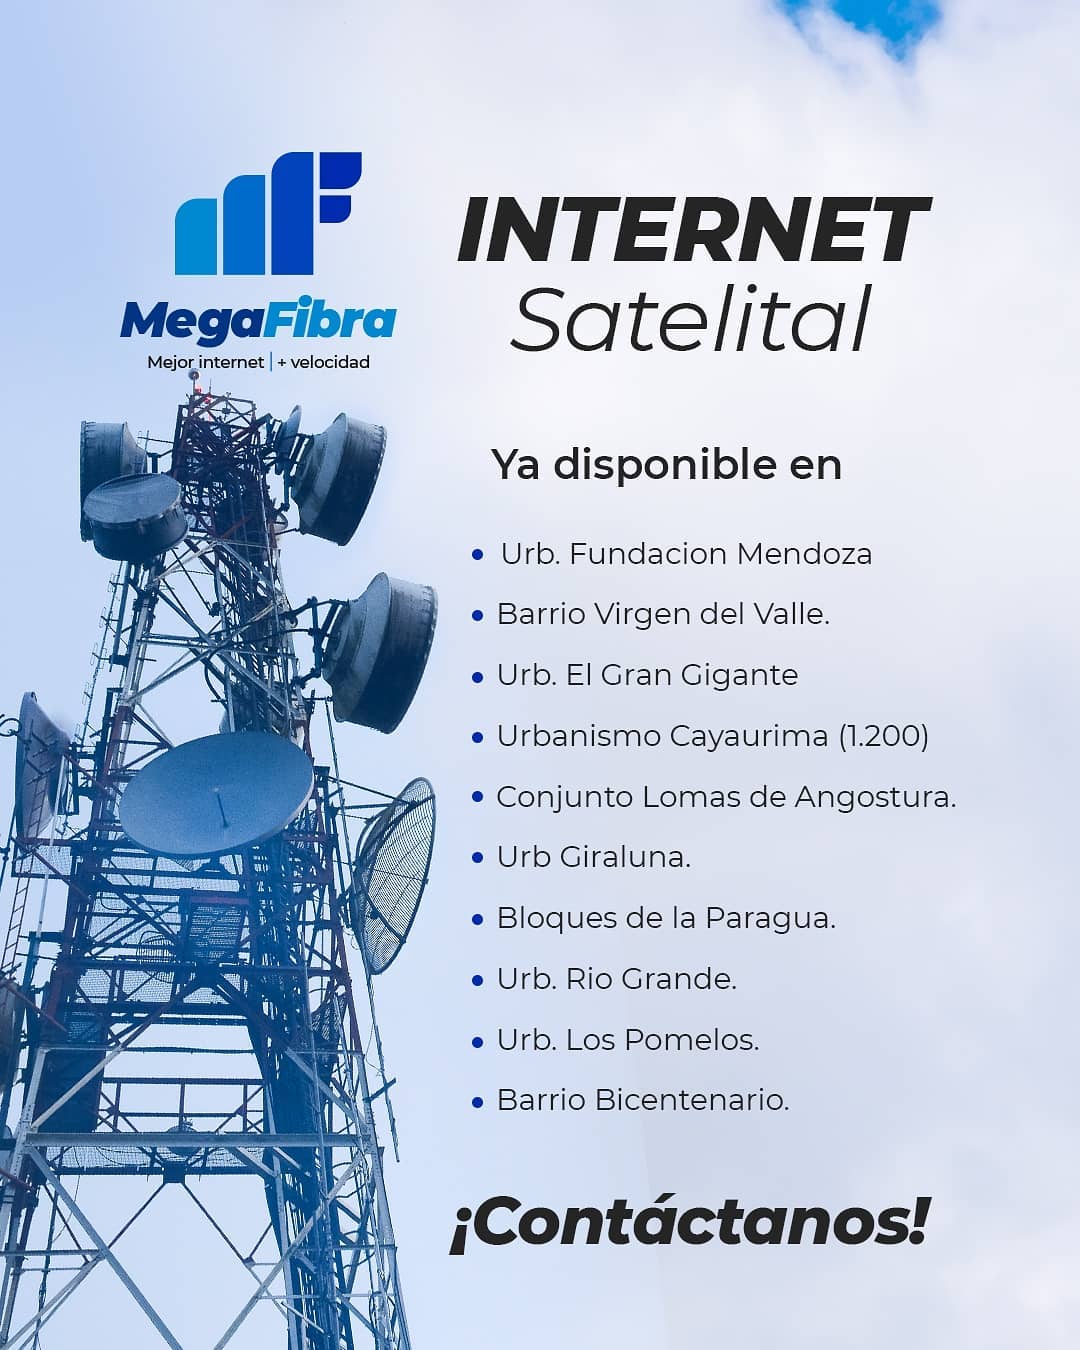 MegaFibra
Mejor internet | + velocidad
INTERNET
Satelital
Ya disponible en
• Urb. Fundacion Mendoza
• Barrio Virgen del Valle.
• Urb. El Gran Gigante
• Urbanismo Cayaurima (1.200)
• Conjunto Lomas de Angostura.
• Urb Giraluna.
• Bloques de la Paragua.
• Urb. Rio Grande.
• Urb. Los Pomelos.
• Barrio Bicentenario.
¡Contáctanos!